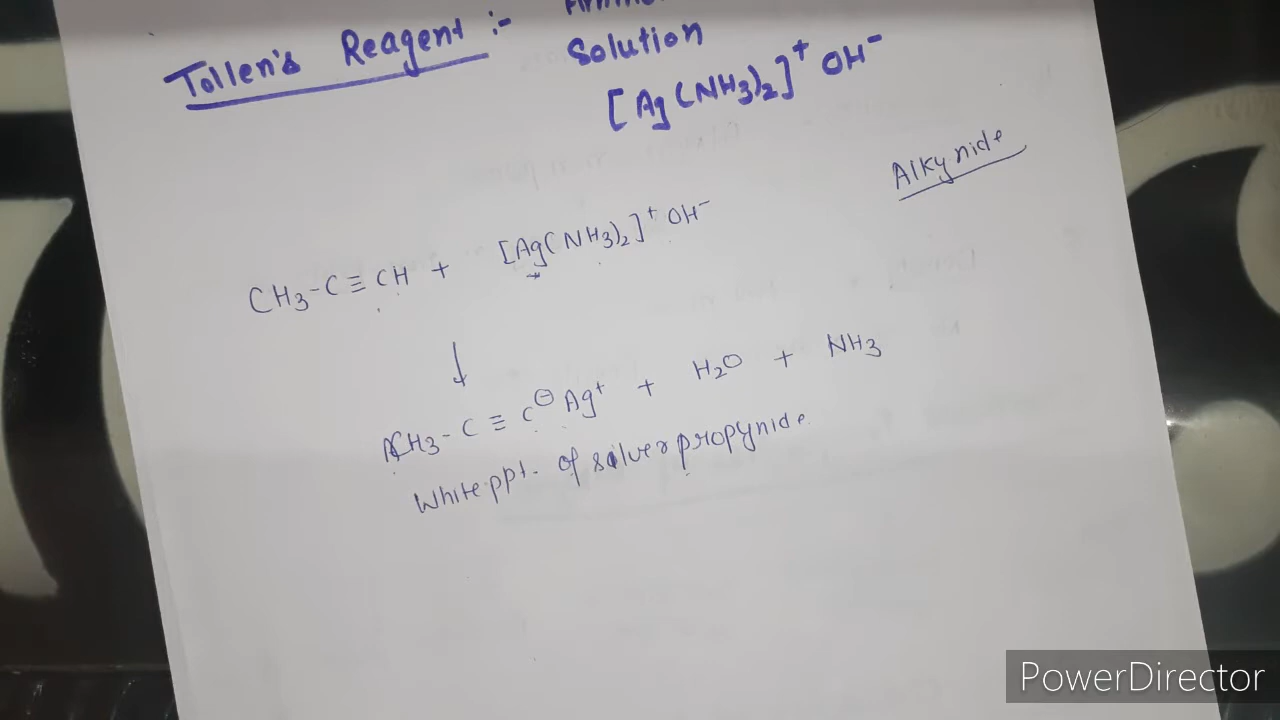 Tollen's Reagent :-
Solution
[Ag(NH3)2]+ OH-
Alkynide
CH3-C≡CH + [Ag(NH3)2]+ OH-
↓
CH3-C≡C⊖ Ag+ + H2O + NH3
White ppt. of silver propynide
PowerDirector